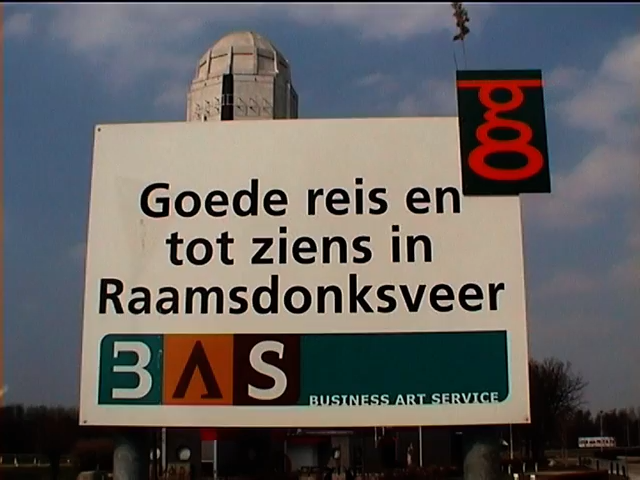 Goede reis en
tot ziens in
Raamsdonksveer
BAS
BUSINESS ART SERVICE